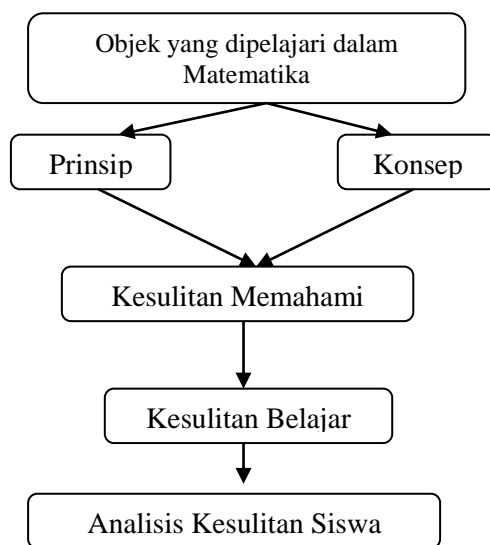 Objek yang dipelajari dalam
Matematika
Prinsip
Konsep
Kesulitan Memahami
Kesulitan Belajar
Analisis Kesulitan Siswa